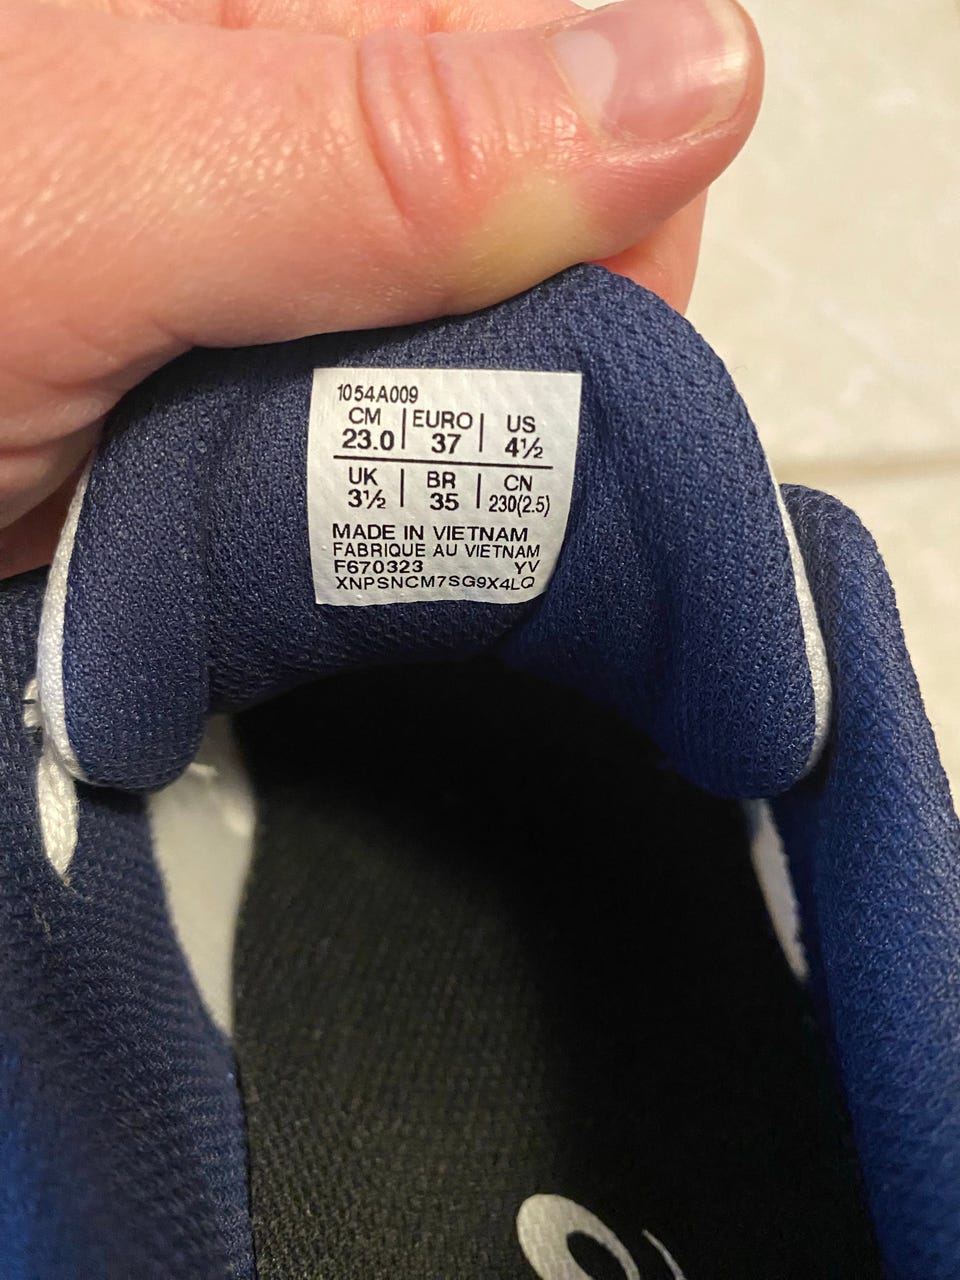 1054A009
CM | EURO | US
23.0 | 37 | 4½
UK | BR | CN
3½ | 35 | 230(2.5)
MADE IN VIETNAM
FABRIQUE AU VIETNAM
F670323 YV
XNPSNCM7SG9X4LQ